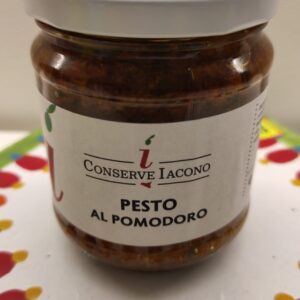 i
CONSERVE IACONO
PESTO
AL POMODORO